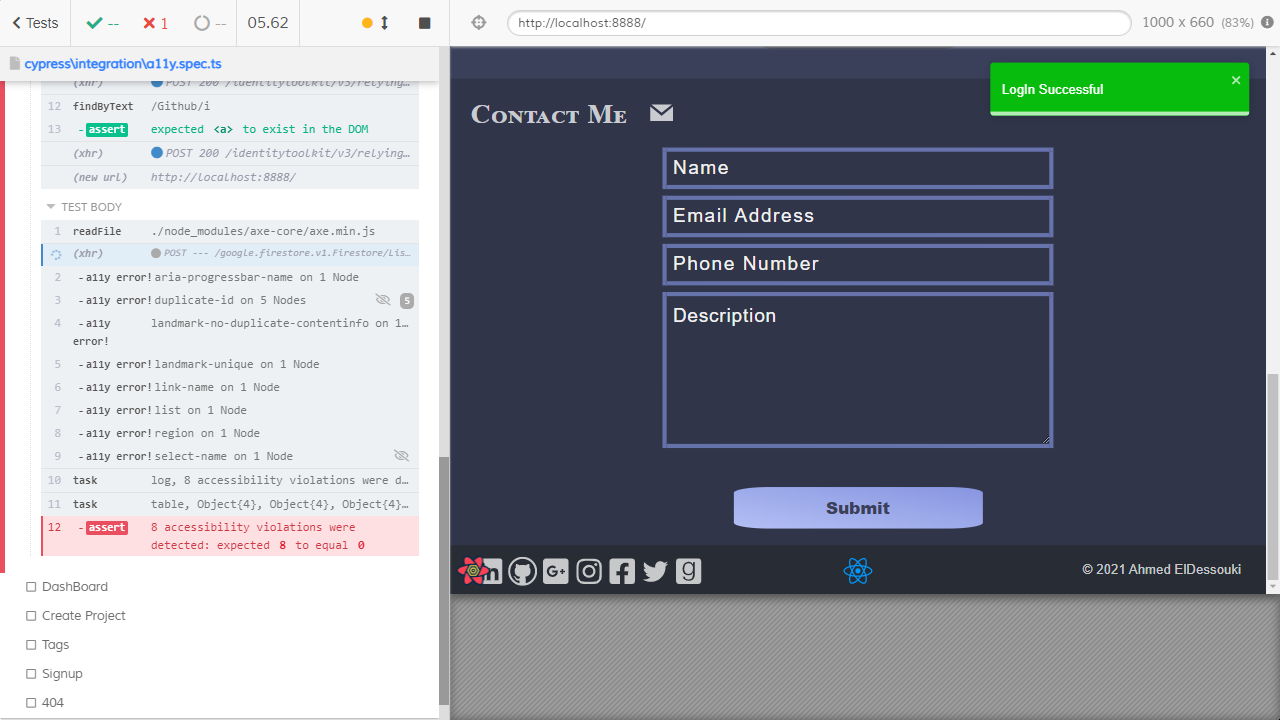 Tests
--
1
--
05.62
http://localhost:8888/
1000 x 660 (83%)
cypress\integration\a11y.spec.ts
(xhr) POST 200 /identitytoolkit/v3/relying…
12 findByText /Github/i
13 -assert expected <a> to exist in the DOM
(xhr) POST 200 /identitytoolkit/v3/relying…
(new url) http://localhost:8888/
TEST BODY
1 readFile ./node_modules/axe-core/axe.min.js
(xhr) POST --- /google.firestore.v1.Firestore/Lis…
2 -a11y error! aria-progressbar-name on 1 Node
3 -a11y error! duplicate-id on 5 Nodes 5
4 -a11y error! landmark-no-duplicate-contentinfo on 1…
5 -a11y error! landmark-unique on 1 Node
6 -a11y error! link-name on 1 Node
7 -a11y error! list on 1 Node
8 -a11y error! region on 1 Node
9 -a11y error! select-name on 1 Node
10 task log, 8 accessibility violations were d…
11 task table, Object{4}, Object{4}, Object{4}…
12 -assert 8 accessibility violations were
detected: expected 8 to equal 0
DashBoard
Create Project
Tags
Signup
404
LogIn Successful ×
Contact Me
Name
Email Address
Phone Number
Description
Submit
© 2021 Ahmed ElDessouki